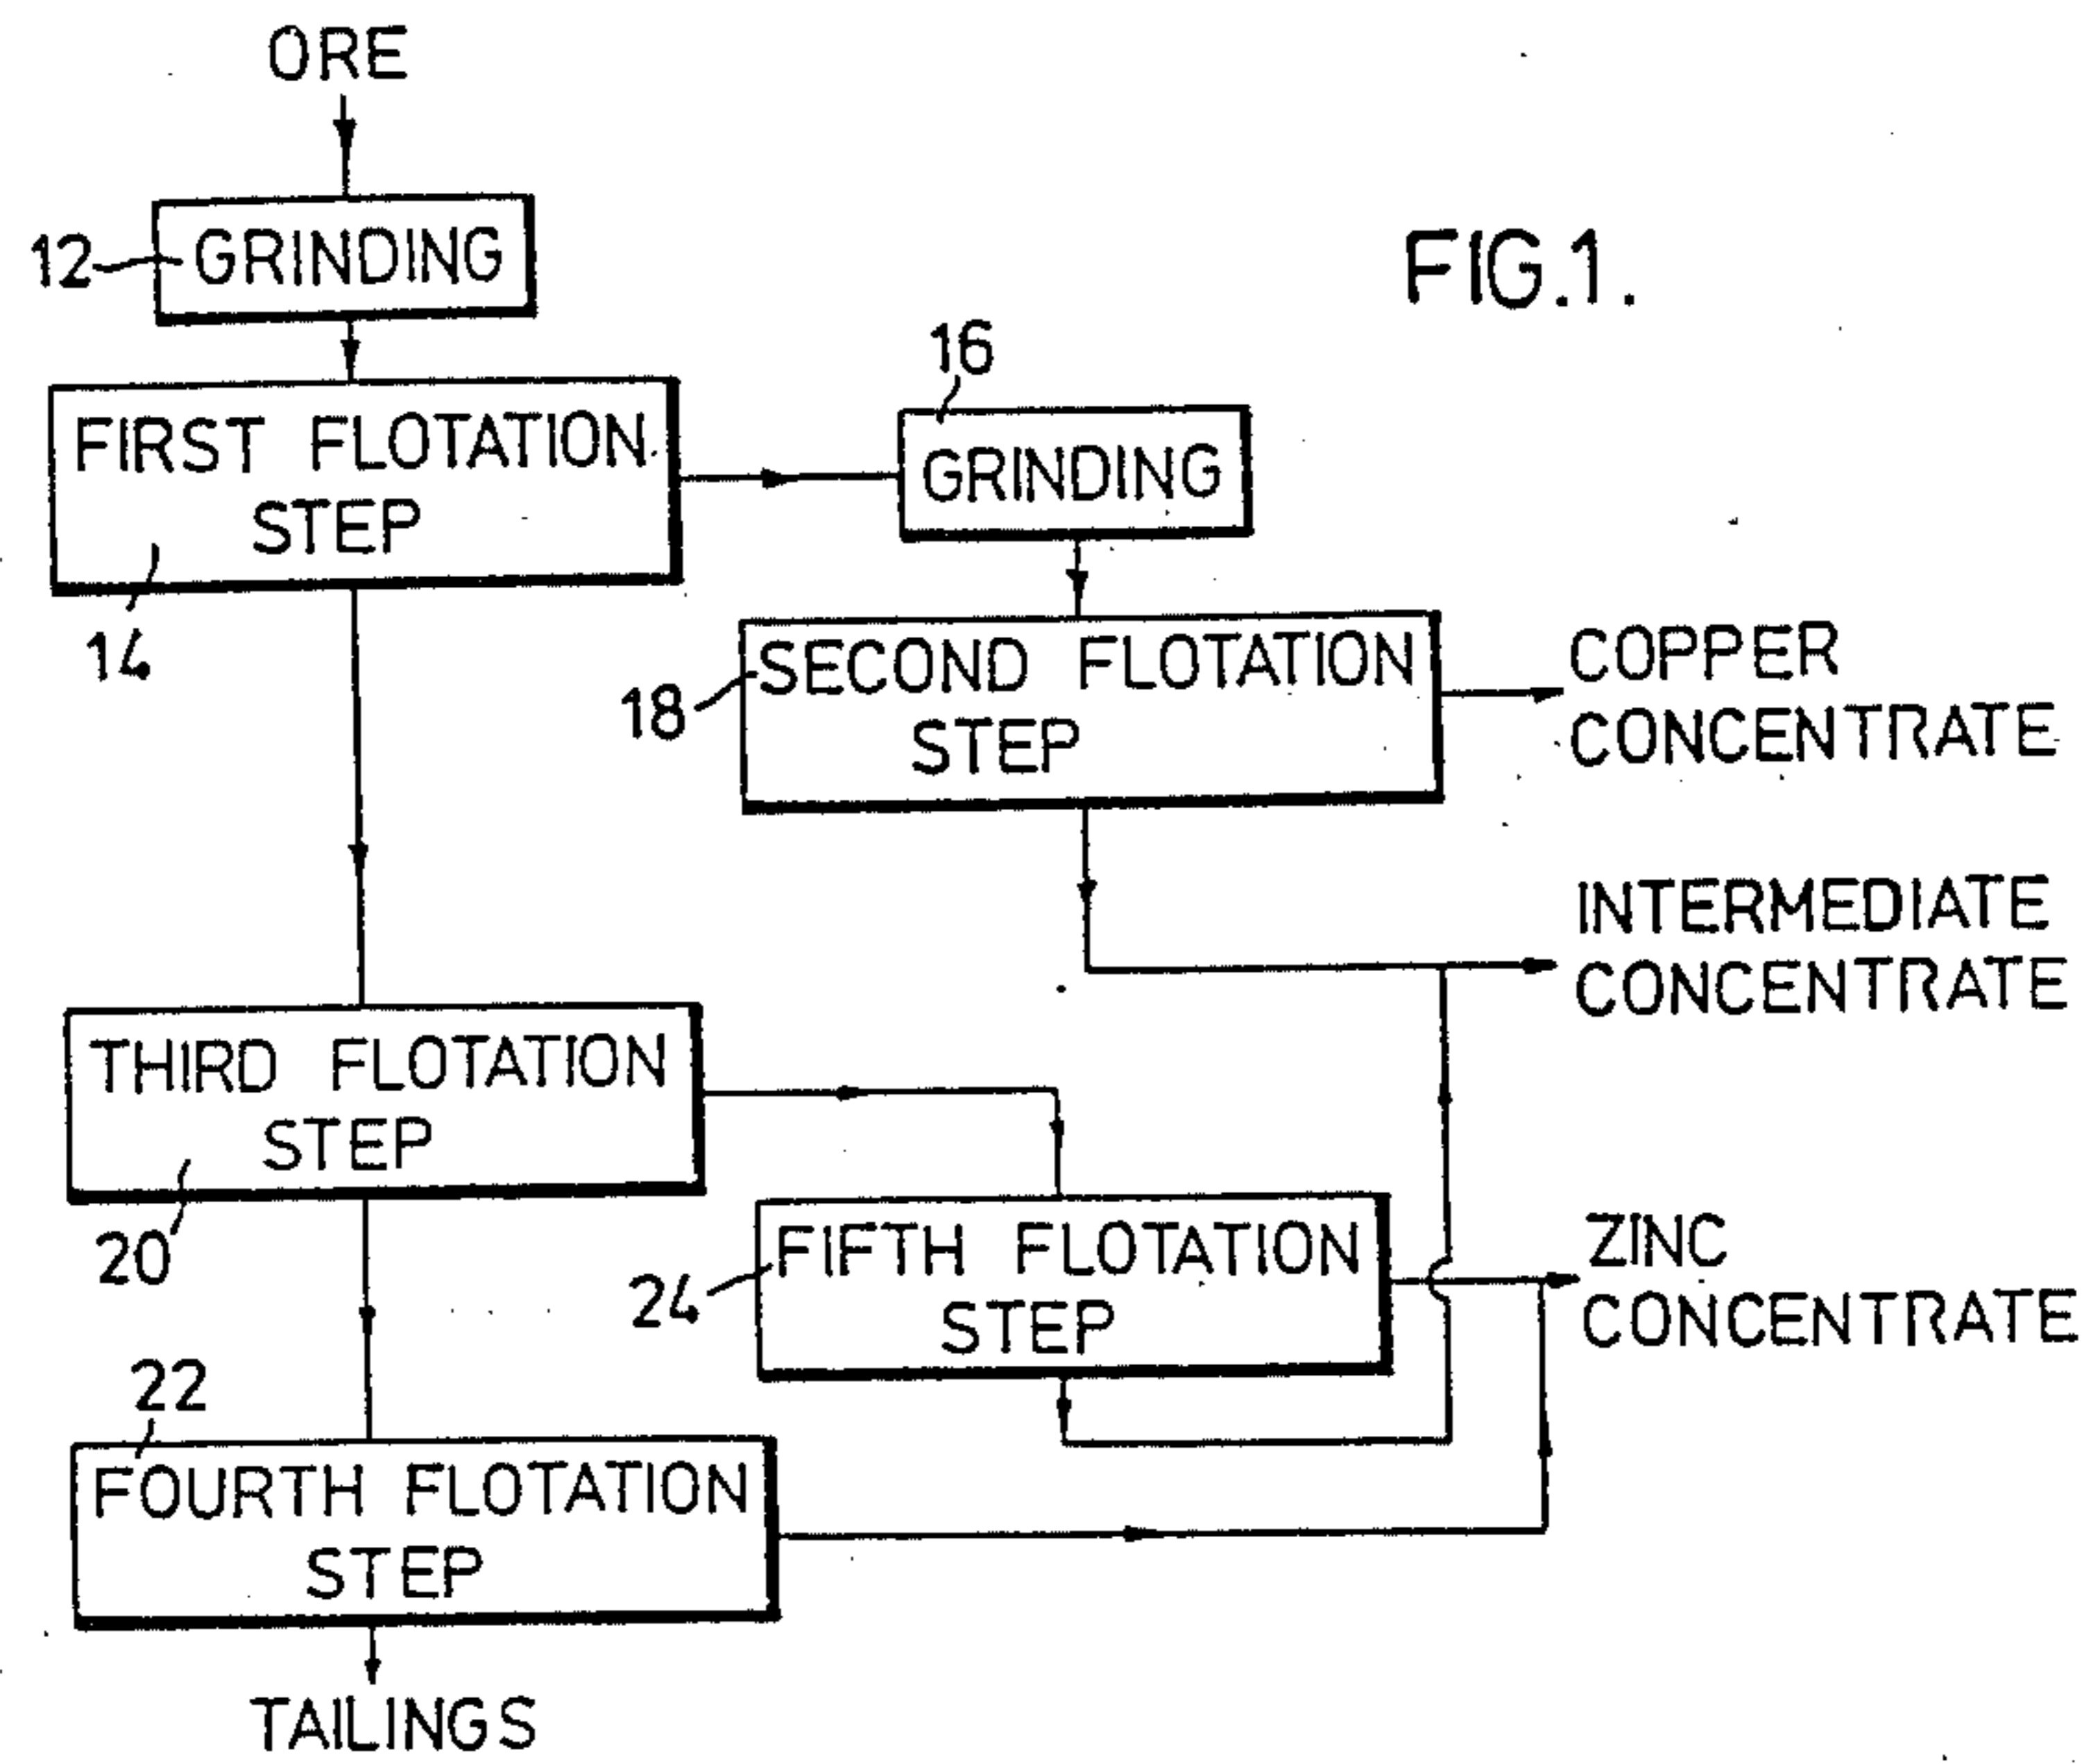 ORE
12
GRINDING
FIG.1.
16
FIRST FLOTATION
STEP
14
GRINDING
18
SECOND FLOTATION
STEP
COPPER
CONCENTRATE
INTERMEDIATE
CONCENTRATE
THIRD FLOTATION
STEP
20
24
FIFTH FLOTATION
STEP
ZINC
CONCENTRATE
22
FOURTH FLOTATION
STEP
TAILINGS